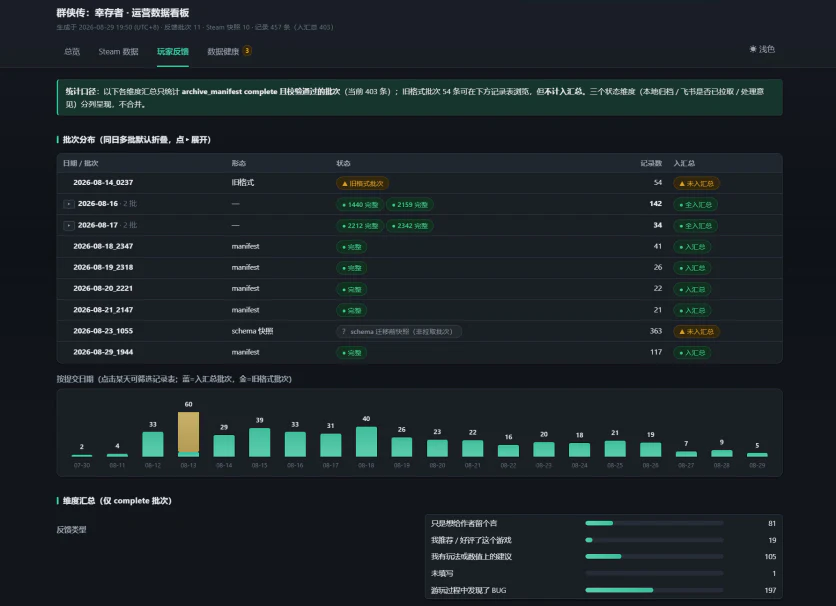 群侠传：幸存者 · 运营数据看板
生成于 2026-08-29 19:50 (UTC+8) · 反馈批次 11 · Steam 快照 10 · 记录 457 条（入汇总 403）
总览 Steam 数据 玩家反馈 数据健康 3 ☀ 浅色
统计口径：以下各维度汇总只统计 archive_manifest complete 且校验通过的批次（当前 403 条）；旧格式批次 54 条可在下方记录表浏览，但不计入汇总。三个状态维度（本地归档 / 飞书是否已拉取 / 处理意
见）分列呈现，不合并。
批次分布（同日多批默认折叠，点 ▸ 展开）
日期 / 批次 形态 状态 记录数 入汇总
2026-08-14_0237 旧格式 ▲ 旧格式批次 54 ▲ 未入汇总
▸ 2026-08-16 · 2 批 — ● 1440 完整 ● 2159 完整 142 ● 全入汇总
▸ 2026-08-17 · 2 批 — ● 2212 完整 ● 2342 完整 34 ● 全入汇总
2026-08-18_2347 manifest ● 完整 41 ● 入汇总
2026-08-19_2318 manifest ● 完整 26 ● 入汇总
2026-08-20_2221 manifest ● 完整 22 ● 入汇总
2026-08-21_2147 manifest ● 完整 21 ● 入汇总
2026-08-23_1055 schema 快照 ? schema 迁移前快照（非拉取批次） 363 ▲ 未入汇总
2026-08-29_1944 manifest ● 完整 117 ● 入汇总
按提交日期（点击某天可筛选记录表；蓝=入汇总批次，金=旧格式批次）
2 4 33 60 29 39 33 31 40 26 23 22 16 20 18 21 19 7 9 5
07-30 08-11 08-12 08-13 08-14 08-15 08-16 08-17 08-18 08-19 08-20 08-21 08-22 08-23 08-24 08-25 08-26 08-27 08-28 08-29
维度汇总（仅 complete 批次）
反馈类型
只是想给作者留个言 81
我推荐 / 好评了这个游戏 19
我有玩法或数值上的建议 105
未填写 1
游玩过程中发现了 BUG 197